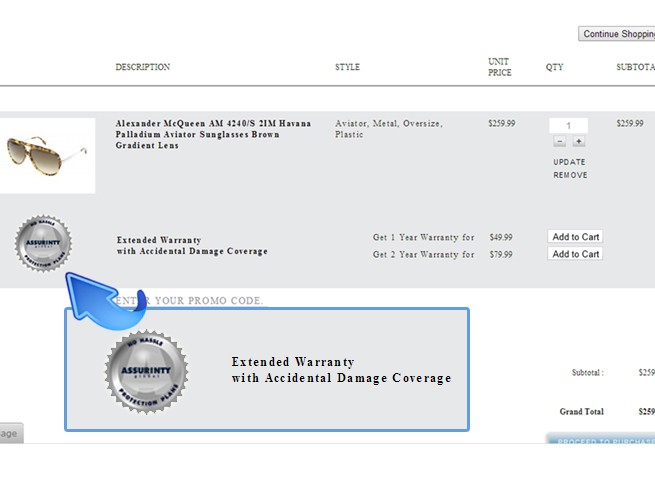 Continue Shopping
DESCRIPTION
STYLE
UNIT
PRICE
QTY
SUBTOTA
Alexander McQueen AM 4240/S 2IM Havana
Palladium Aviator Sunglasses Brown
Gradient Lens
Aviator, Metal, Oversize,
Plastic
$259.99
1
$259.99
- +
UPDATE
REMOVE
NO HASSLE
ASSURINTY
global
PROTECTION PLANS
Extended Warranty
with Accidental Damage Coverage
Get 1 Year Warranty for $49.99 Add to Cart
Get 2 Year Warranty for $79.99 Add to Cart
ENTER YOUR PROMO CODE.
NO HASSLE
ASSURINTY
global
PROTECTION PLANS
Extended Warranty
with Accidental Damage Coverage
Subtotal : $259
Grand Total $259
age
PROCEED TO PURCHASE